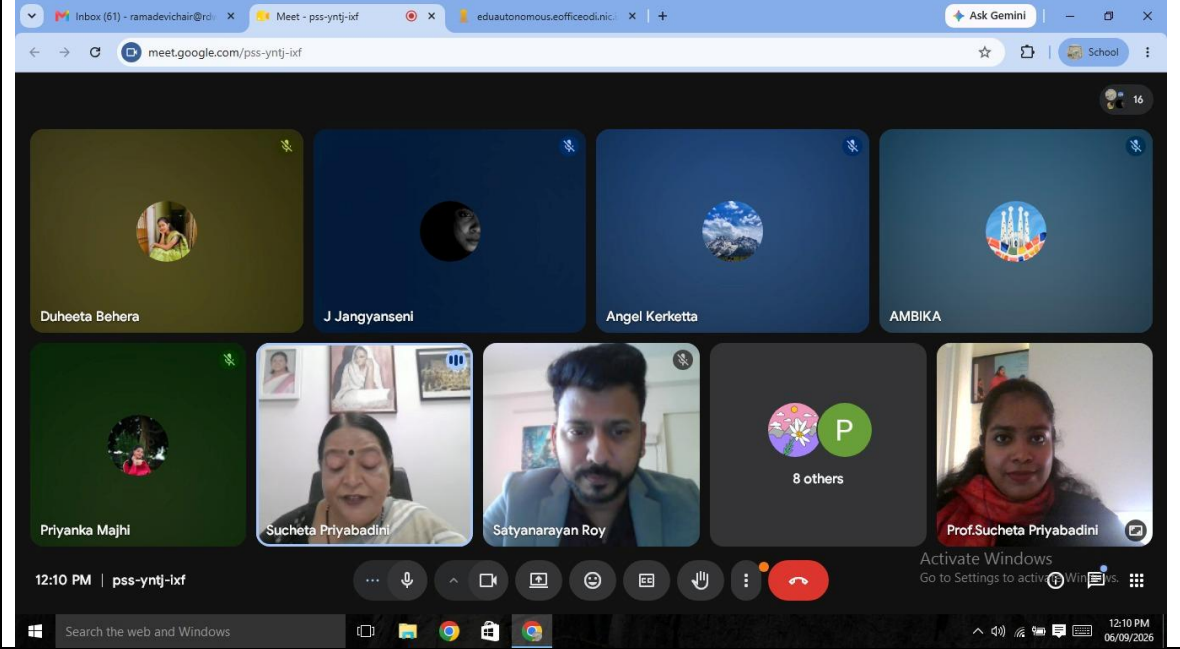 Inbox (61) - ramadevichair@rd
Meet - pss-yntj-ixf
eduautonomous.eofficeodi.nic.
Ask Gemini
meet.google.com/pss-yntj-ixf
School
16
Duheeta Behera
J Jangyanseni
Angel Kerketta
AMBIKA
Priyanka Majhi
Sucheta Priyabadini
Satyanarayan Roy
P
8 others
Prof.Sucheta Priyabadini
Activate Windows
Go to Settings to activate Windows.
12:10 PM | pss-yntj-ixf
CC
Search the web and Windows
12:10 PM
06/09/2026